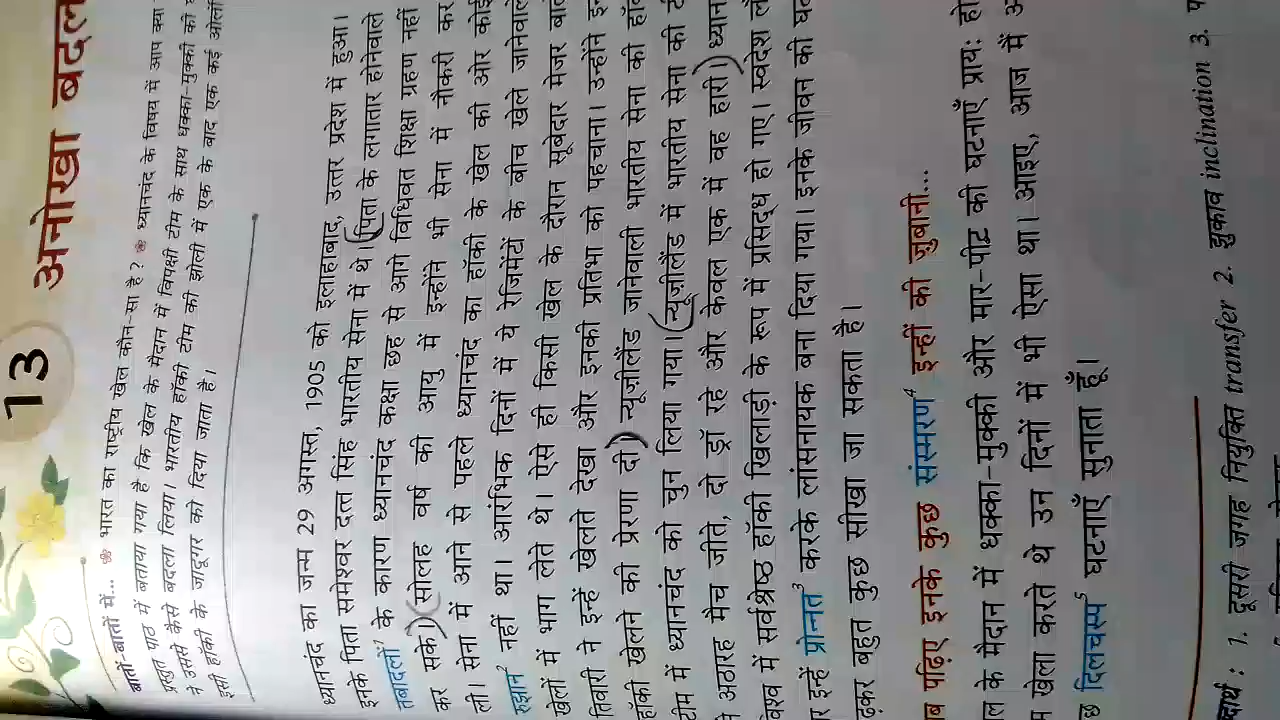 13
अनोखा बदल
बातों-बातों में... ❀ भारत का राष्ट्रीय खेल कौन-सा है? ❀ ध्यानचंद के विषय में आप क्या
प्रस्तुत पाठ में बताया गया है कि खेल के मैदान में विपक्षी टीम के साथ धक्का-मुक्की की
ने उससे कैसे बदला लिया। भारतीय हॉकी टीम की झोली में एक के बाद एक कई
इसी हॉकी के जादूगर को दिया जाता है।
ध्यानचंद का जन्म 29 अगस्त, 1905 को इलाहाबाद, उत्तर प्रदेश में हुआ।
इनके पिता समेश्वर दत्त सिंह भारतीय सेना में थे। (पिता के लगातार होनेवाले
तबादलों1 के कारण ध्यानचंद कक्षा छह से आगे विधिवत शिक्षा ग्रहण नहीं
कर सके।) (सोलह वर्ष की आयु में इन्होंने भी सेना में नौकरी कर
ली। सेना में आने से पहले ध्यानचंद का हॉकी के खेल की ओर कोई
रुझान2 नहीं था। आरंभिक दिनों में ये रेजिमेंटों के बीच खेले जानेवाले
खेलों में भाग लेते थे। ऐसे ही किसी खेल के दौरान सूबेदार मेजर
तिवारी ने इन्हें खेलते देखा और इनकी प्रतिभा को पहचाना। उन्होंने
हॉकी खेलने की प्रेरणा दी।) न्यूज़ीलैंड जानेवाली भारतीय सेना की
टीम में ध्यानचंद को चुन लिया गया। (न्यूज़ीलैंड में भारतीय सेना की
अठारह मैच जीते, दो ड्रॉ रहे और केवल एक में वह हारी।)
में सर्वश्रेष्ठ हॉकी खिलाड़ी के रूप में प्रसिद्ध हो गए। स्वदेश
इन्हें प्रोन्नत3 करके लांसनायक बना दिया गया। इनके जीवन की
बहुत कुछ सीखा जा सकता है।
पढ़िए इनके कुछ संस्मरण4 इन्हीं की ज़ुबानी...
के मैदान में धक्का-मुक्की और मार-पीट की घटनाएँ प्रायः
खेला करते थे उन दिनों में भी ऐसा था। आइए, आज मैं
दिलचस्प5 घटनाएँ सुनाता हूँ।
: 1. दूसरी जगह नियुक्ति transfer 2. झुकाव inclination 3.